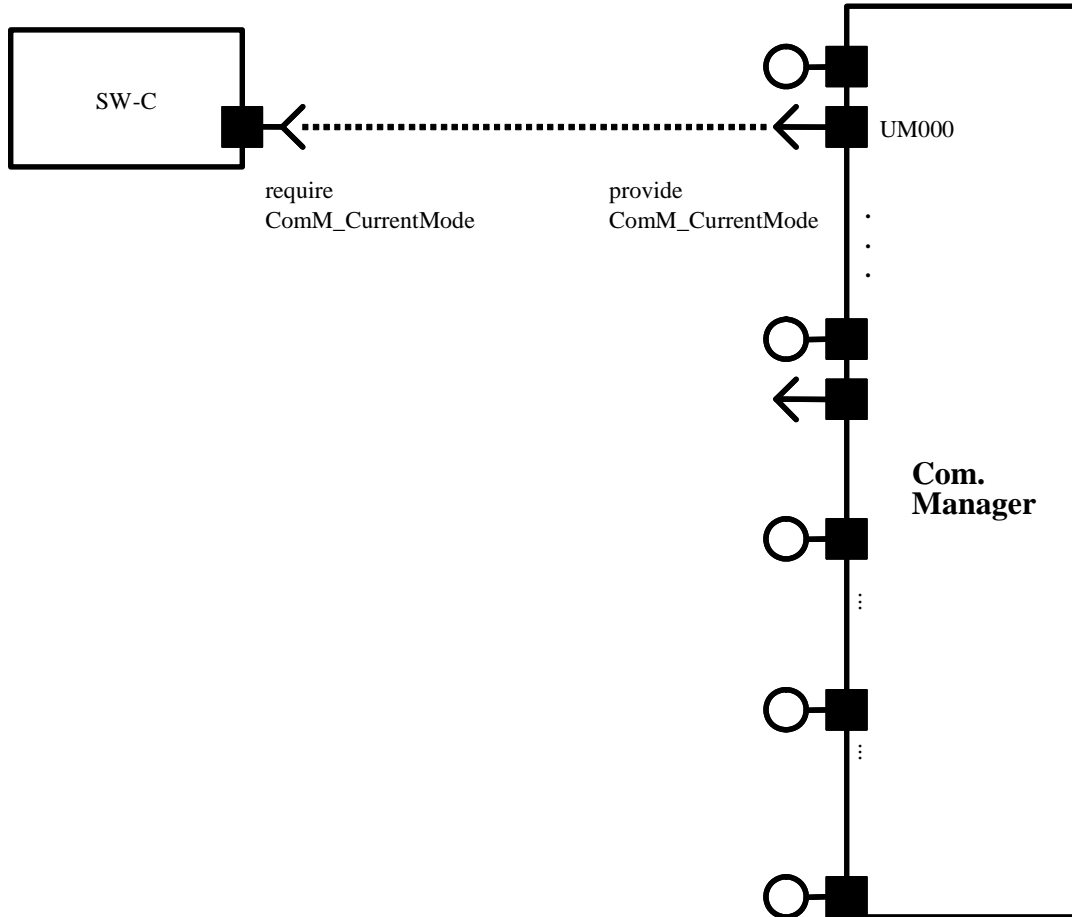 SW-C
UM000
require
ComM_CurrentMode
provide
ComM_CurrentMode
Com.
Manager